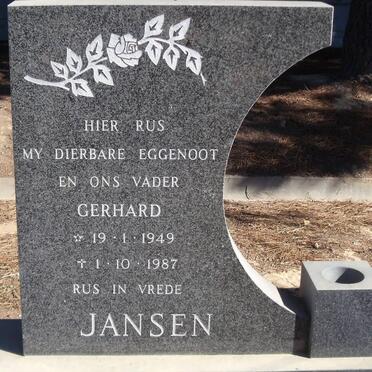 HIER RUS
MY DIERBARE EGGENOOT
EN ONS VADER
GERHARD
☆ 19 · 1 · 1949
✝ 1 · 10 · 1987
RUS IN VREDE
JANSEN